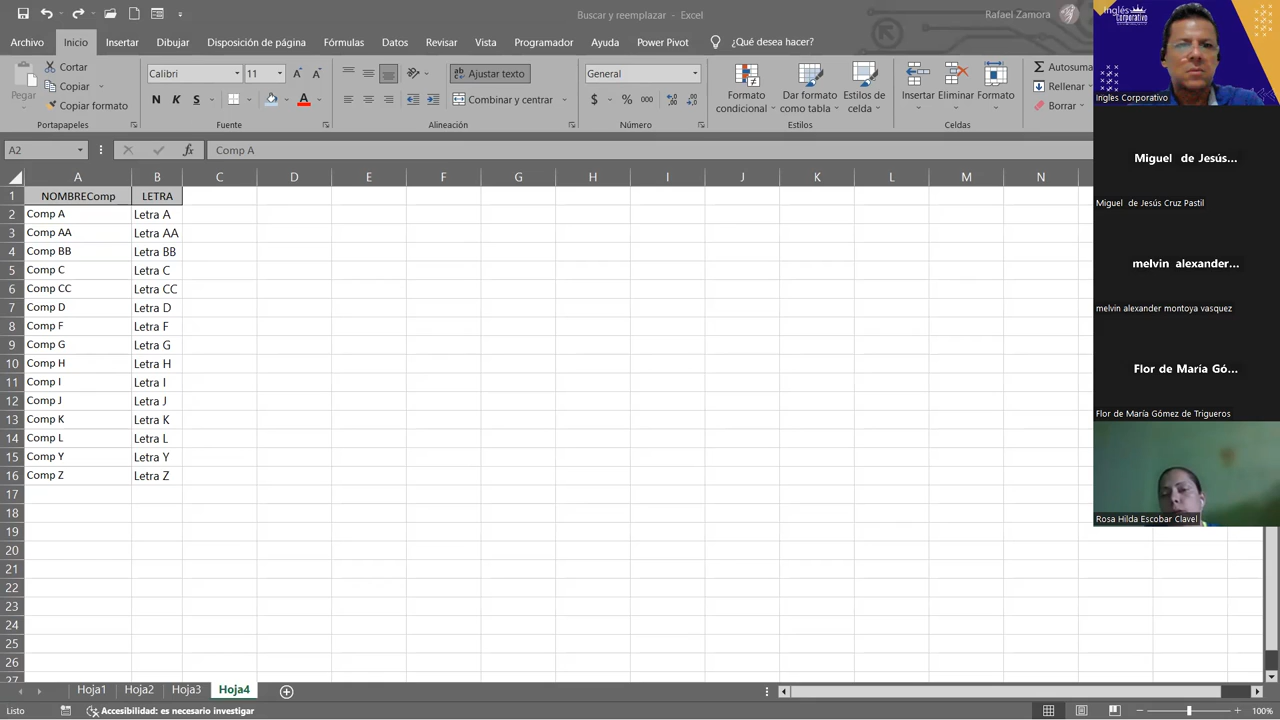 Buscar y reemplazar - Excel
Rafael Zamora
Archivo Inicio Insertar Dibujar Disposición de página Fórmulas Datos Revisar Vista Programador Ayuda Power Pivot ¿Qué desea hacer?
Pegar
Cortar
Copiar
Copiar formato
Portapapeles
Calibri 11
N K S
Fuente
Ajustar texto
Combinar y centrar
Alineación
General
$ % 000
Número
Formato condicional
Dar formato como tabla
Estilos de celda
Estilos
Insertar Eliminar Formato
Celdas
Autosuma
Rellenar
Borrar
A2 fx Comp A
A B C D E F G H I J K L M N
1 NOMBREComp LETRA
2 Comp A Letra A
3 Comp AA Letra AA
4 Comp BB Letra BB
5 Comp C Letra C
6 Comp CC Letra CC
7 Comp D Letra D
8 Comp F Letra F
9 Comp G Letra G
10 Comp H Letra H
11 Comp I Letra I
12 Comp J Letra J
13 Comp K Letra K
14 Comp L Letra L
15 Comp Y Letra Y
16 Comp Z Letra Z
17
18
19
20
21
22
23
24
25
26
27
Hoja1 Hoja2 Hoja3 Hoja4
Listo Accesibilidad: es necesario investigar 100%
Inglés Corporativo
Ingles Corporativo
Miguel de Jesús...
Miguel de Jesús Cruz Pastil
melvin alexander...
melvin alexander montoya vasquez
Flor de María Gó...
Flor de María Gómez de Trigueros
Rosa Hilda Escobar Clavel